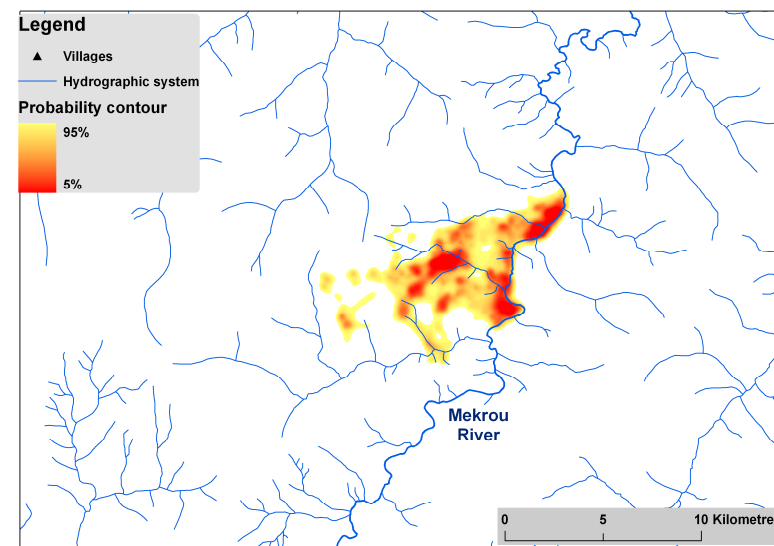 Legend
Villages
Hydrographic system
Probability contour
95%
5%
Mekrou
River
0 5 10 Kilometre